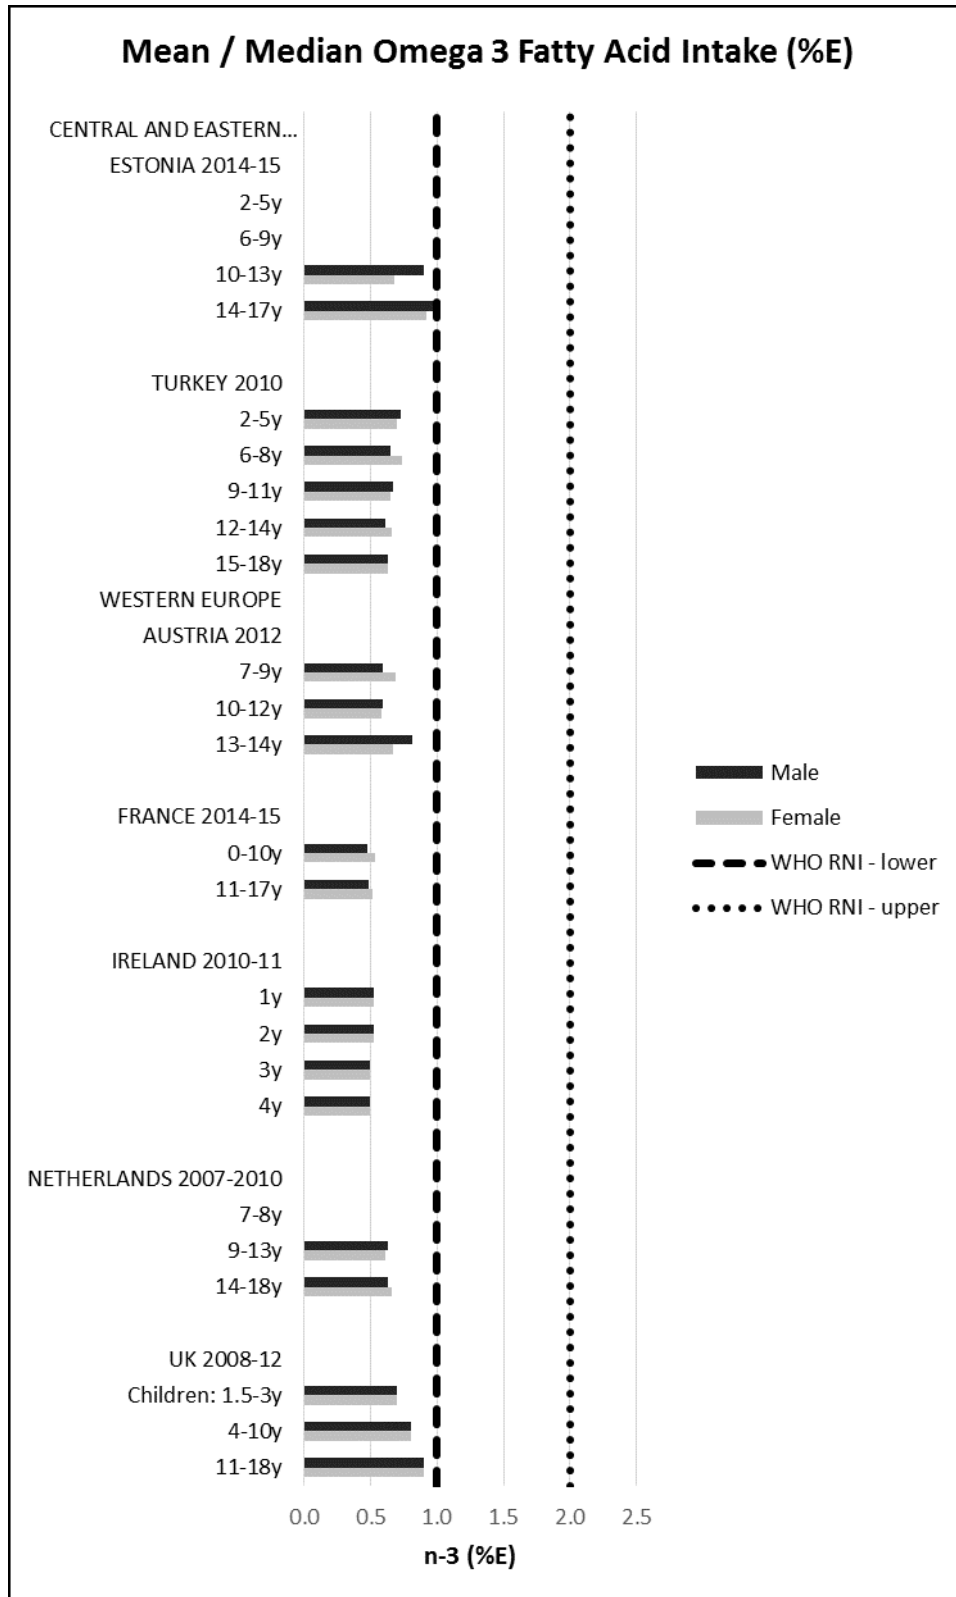 Mean / Median Omega 3 Fatty Acid Intake (%E)
CENTRAL AND EASTERN...
ESTONIA 2014-15
2-5y
6-9y
10-13y
14-17y
TURKEY 2010
2-5y
6-8y
9-11y
12-14y
15-18y
WESTERN EUROPE
AUSTRIA 2012
7-9y
10-12y
13-14y
FRANCE 2014-15
0-10y
11-17y
IRELAND 2010-11
1y
2y
3y
4y
NETHERLANDS 2007-2010
7-8y
9-13y
14-18y
UK 2008-12
Children: 1.5-3y
4-10y
11-18y
0.0 0.5 1.0 1.5 2.0 2.5
n-3 (%E)
Male
Female
WHO RNI - lower
WHO RNI - upper